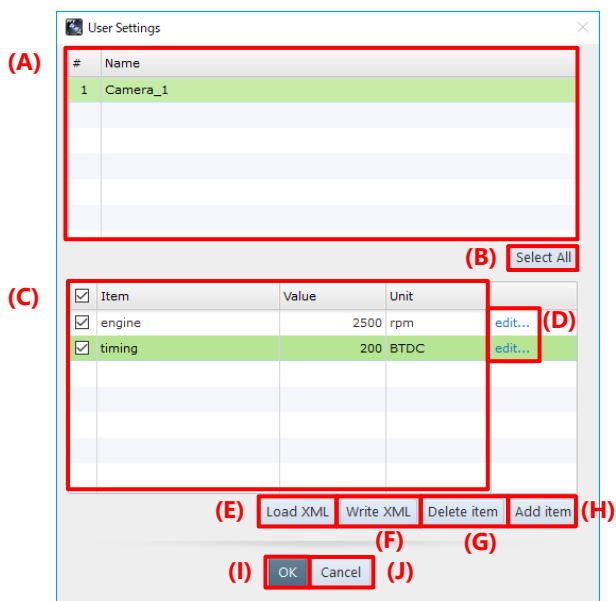 User Settings
(A)
# Name
1 Camera_1
(B) Select All
(C)
Item Value Unit
engine 2500 rpm edit... (D)
timing 200 BTDC edit...
(E) Load XML Write XML Delete item Add item (H)
(F) (G)
(I) OK Cancel (J)